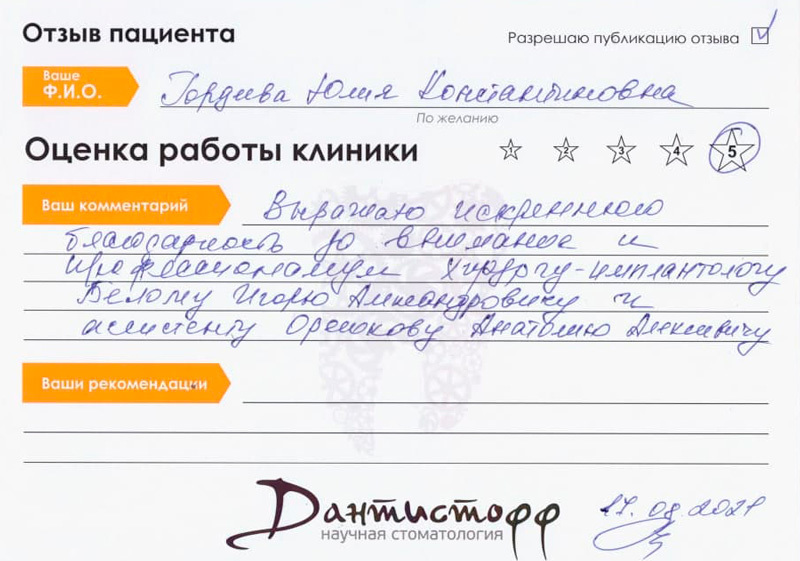 Отзыв пациента
Разрешаю публикацию отзыва
Ваше
Ф.И.О.
Гордеева Юлия Константиновна
По желанию
Оценка работы клиники
1 2 3 4 5
Ваш комментарий
Выражаю искреннюю
благодарность за внимание и
профессионализм хирургу-имплантологу
Белому Игорю Александровичу и
ассистенту Орешкову Анатолию Алексеевичу
Ваши рекомендации
Дантистофф
научная стоматология
17.08.2021